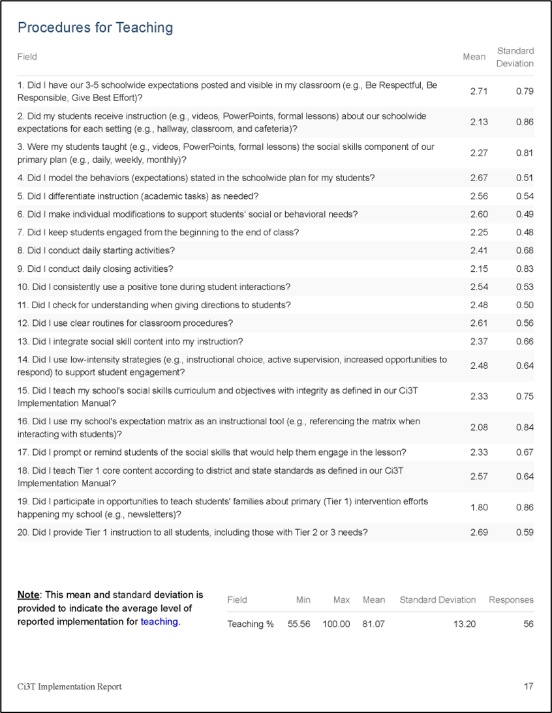 Procedures for Teaching
Field Mean Standard
Deviation
1. Did I have our 3-5 schoolwide expectations posted and visible in my classroom (e.g., Be Respectful, Be
Responsible, Give Best Effort)? 2.71 0.79
2. Did my students receive instruction (e.g., videos, PowerPoints, formal lessons) about our schoolwide
expectations for each setting (e.g., hallway, classroom, and cafeteria)? 2.13 0.86
3. Were my students taught (e.g., videos, PowerPoints, formal lessons) the social skills component of our
primary plan (e.g., daily, weekly, monthly)? 2.27 0.81
4. Did I model the behaviors (expectations) stated in the schoolwide plan for my students? 2.67 0.51
5. Did I differentiate instruction (academic tasks) as needed? 2.56 0.54
6. Did I make individual modifications to support students' social or behavioral needs? 2.60 0.49
7. Did I keep students engaged from the beginning to the end of class? 2.25 0.48
8. Did I conduct daily starting activities? 2.41 0.68
9. Did I conduct daily closing activities? 2.15 0.83
10. Did I consistently use a positive tone during student interactions? 2.54 0.53
11. Did I check for understanding when giving directions to students? 2.48 0.50
12. Did I use clear routines for classroom procedures? 2.61 0.56
13. Did I integrate social skill content into my instruction? 2.37 0.66
14. Did I use low-intensity strategies (e.g., instructional choice, active supervision, increased opportunities to
respond) to support student engagement? 2.48 0.64
15. Did I teach my school's social skills curriculum and objectives with integrity as defined in our Ci3T
Implementation Manual? 2.33 0.75
16. Did I use my school's expectation matrix as an instructional tool (e.g., referencing the matrix when
interacting with students)? 2.08 0.84
17. Did I prompt or remind students of the social skills that would help them engage in the lesson? 2.33 0.67
18. Did I teach Tier 1 core content according to district and state standards as defined in our Ci3T
Implementation Manual? 2.57 0.64
19. Did I participate in opportunities to teach students' families about primary (Tier 1) intervention efforts
happening my school (e.g., newsletters)? 1.80 0.86
20. Did I provide Tier 1 instruction to all students, including those with Tier 2 or 3 needs? 2.69 0.59
Note: This mean and standard deviation is
provided to indicate the average level of
reported implementation for teaching.
Field Min Max Mean Standard Deviation Responses
Teaching % 55.56 100.00 81.07 13.20 56
Ci3T Implementation Report 17